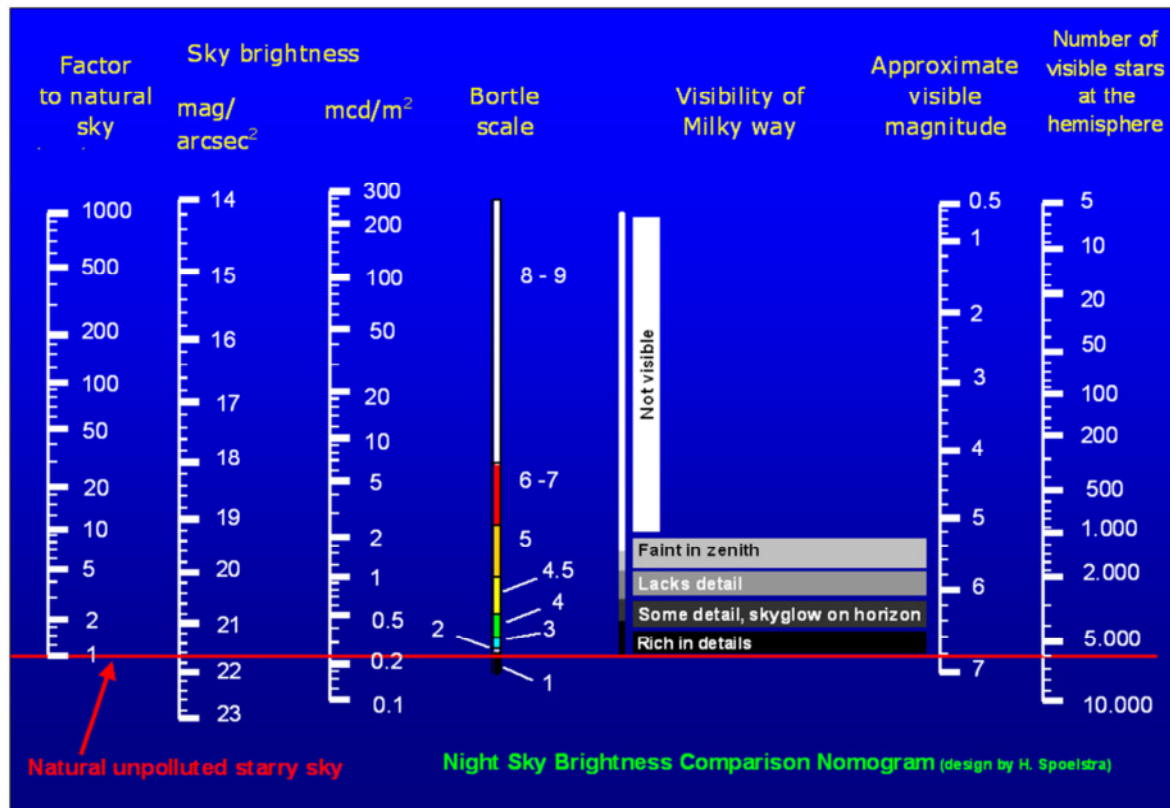 Factor
to natural
sky
Sky brightness
mag/
arcsec²
mcd/m²
Bortle
scale
Visibility of
Milky way
Approximate
visible
magnitude
Number of
visible stars
at the
hemisphere
1000
500
200
100
50
20
10
5
2
1
14
15
16
17
18
19
20
21
22
23
300
200
100
50
20
10
5
2
1
0.5
0.2
0.1
8 - 9
6 -7
5
4.5
4
3
2
1
Not visible
Faint in zenith
Lacks detail
Some detail, skyglow on horizon
Rich in details
0.5
1
2
3
4
5
6
7
5
10
20
50
100
200
500
1.000
2.000
5.000
10.000
Natural unpolluted starry sky
Night Sky Brightness Comparison Nomogram (design by H. Spoelstra)